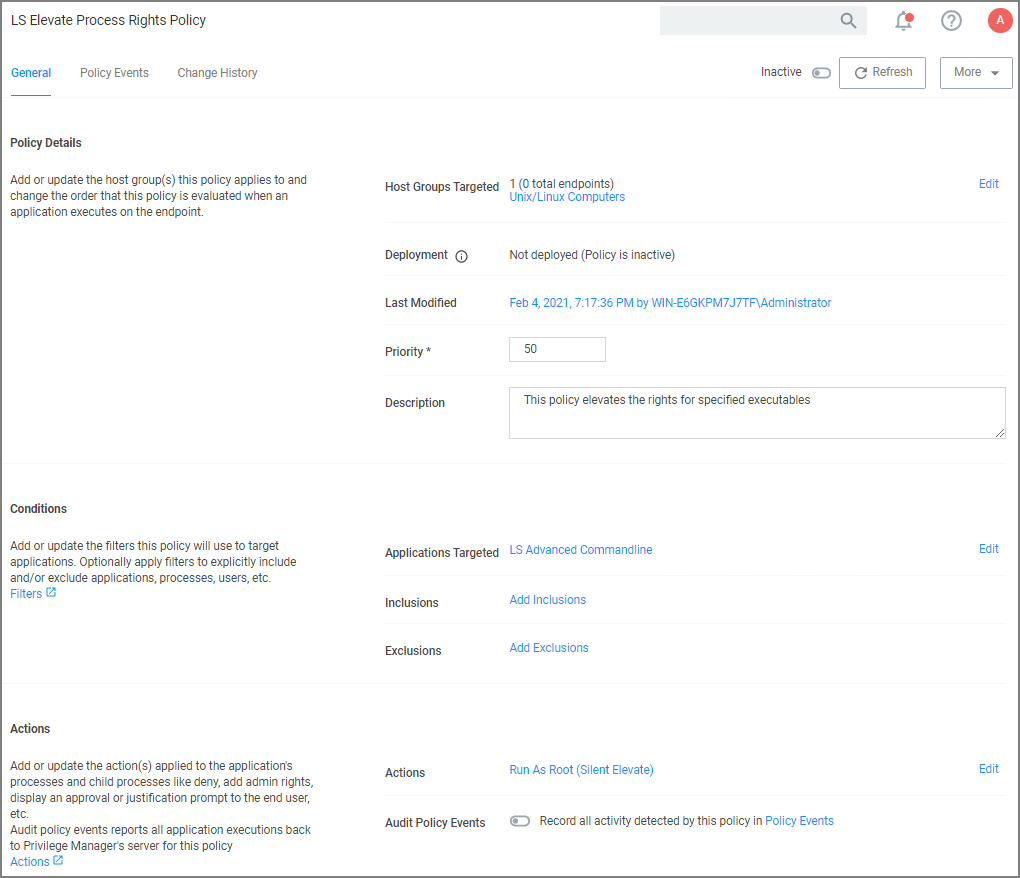 LS Elevate Process Rights Policy
A
General Policy Events Change History
Inactive Refresh More
Policy Details
Add or update the host group(s) this policy applies to and
change the order that this policy is evaluated when an
application executes on the endpoint.
Host Groups Targeted 1 (0 total endpoints) Edit
Unix/Linux Computers
Deployment Not deployed (Policy is inactive)
Last Modified Feb 4, 2021, 7:17:36 PM by WIN-E6GKPM7J7TF\Administrator
Priority * 50
Description This policy elevates the rights for specified executables
Conditions
Add or update the filters this policy will use to target
applications. Optionally apply filters to explicitly include
and/or exclude applications, processes, users, etc.
Filters
Applications Targeted LS Advanced Commandline Edit
Inclusions Add Inclusions
Exclusions Add Exclusions
Actions
Add or update the action(s) applied to the application's
processes and child processes like deny, add admin rights,
display an approval or justification prompt to the end user,
etc.
Audit policy events reports all application executions back
to Privilege Manager's server for this policy
Actions
Actions Run As Root (Silent Elevate) Edit
Audit Policy Events Record all activity detected by this policy in Policy Events